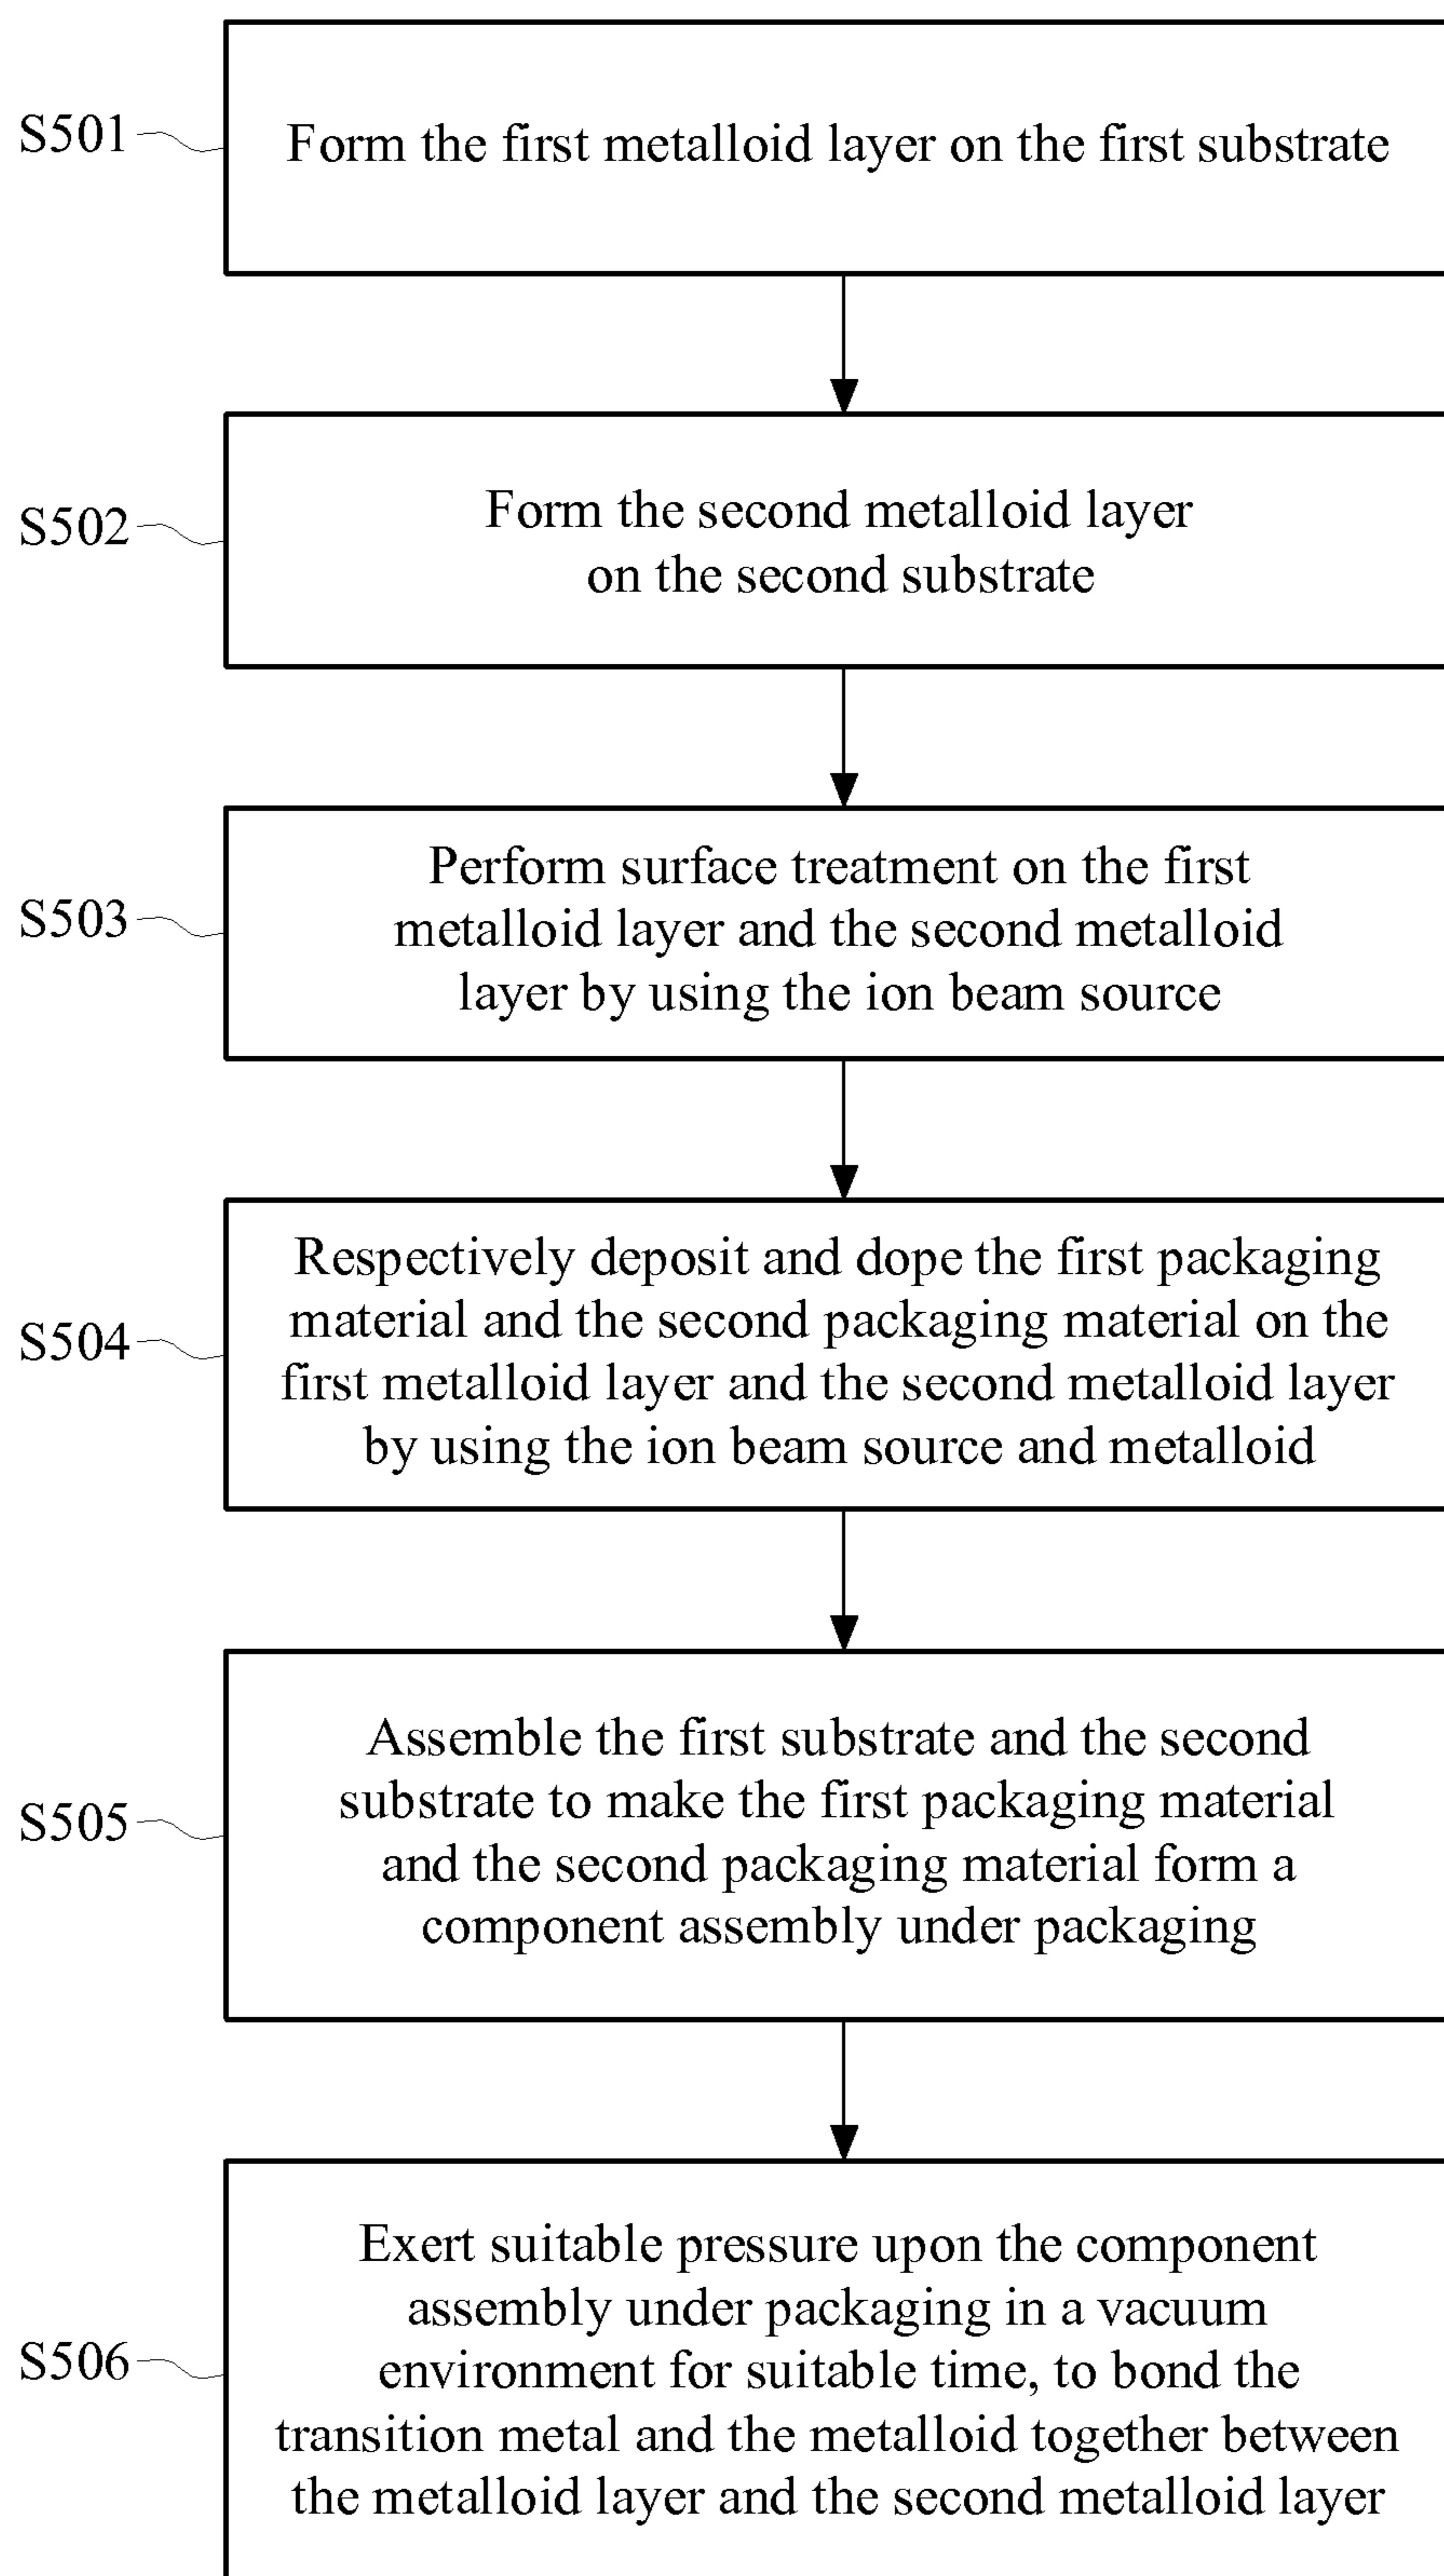 S501
Form the first metalloid layer on the first substrate
S502
Form the second metalloid layer
on the second substrate
S503
Perform surface treatment on the first
metalloid layer and the second metalloid
layer by using the ion beam source
S504
Respectively deposit and dope the first packaging
material and the second packaging material on the
first metalloid layer and the second metalloid layer
by using the ion beam source and metalloid
S505
Assemble the first substrate and the second
substrate to make the first packaging material
and the second packaging material form a
component assembly under packaging
S506
Exert suitable pressure upon the component
assembly under packaging in a vacuum
environment for suitable time, to bond the
transition metal and the metalloid together between
the metalloid layer and the second metalloid layer